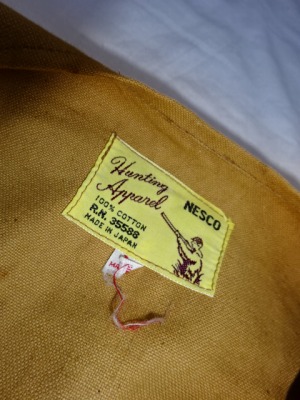 Hunting
Apparel
NESCO
100% COTTON
R.N. 35588
MADE IN JAPAN